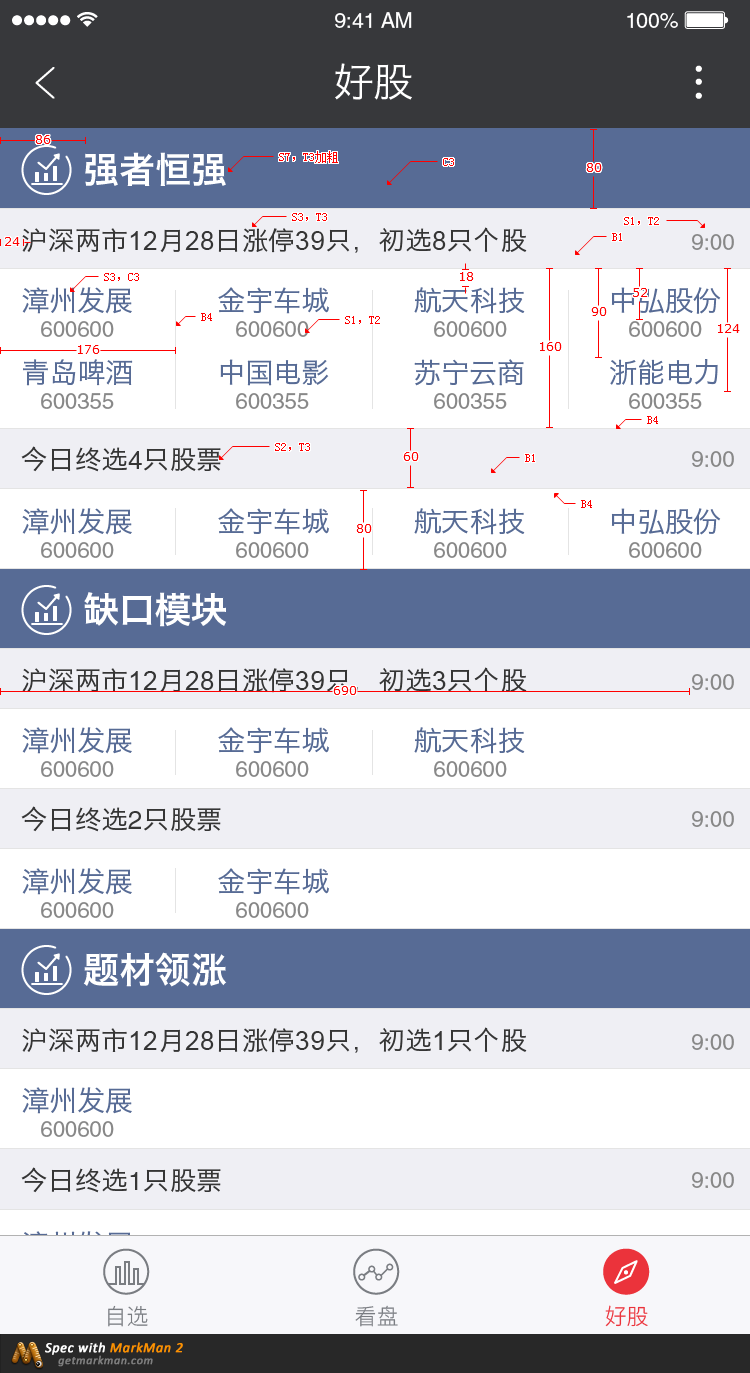 9:41 AM 100%
好股
86
强者恒强 S7, T3加粗 C3 80
S3, T3 S1, T2
24 沪深两市12月28日涨停39只，初选8只个股 B1 9:00
S3, C3 18
漳州发展 金宇车城 航天科技 中弘股份
52
600600 600600 600600 600600
B4 S1, T2 90 124
176 160
青岛啤酒 中国电影 苏宁云商 浙能电力
600355 600355 600355 600355
B4
S2, T3
今日终选4只股票 60 B1 9:00
B4
漳州发展 金宇车城 航天科技 中弘股份
80
600600 600600 600600 600600
缺口模块
沪深两市12月28日涨停39只，初选3只个股 9:00
690
漳州发展 金宇车城 航天科技
600600 600600 600600
今日终选2只股票 9:00
漳州发展 金宇车城
600600 600600
题材领涨
沪深两市12月28日涨停39只，初选1只个股 9:00
漳州发展
600600
今日终选1只股票 9:00
自选 看盘 好股
Spec with MarkMan 2
getmarkman.com